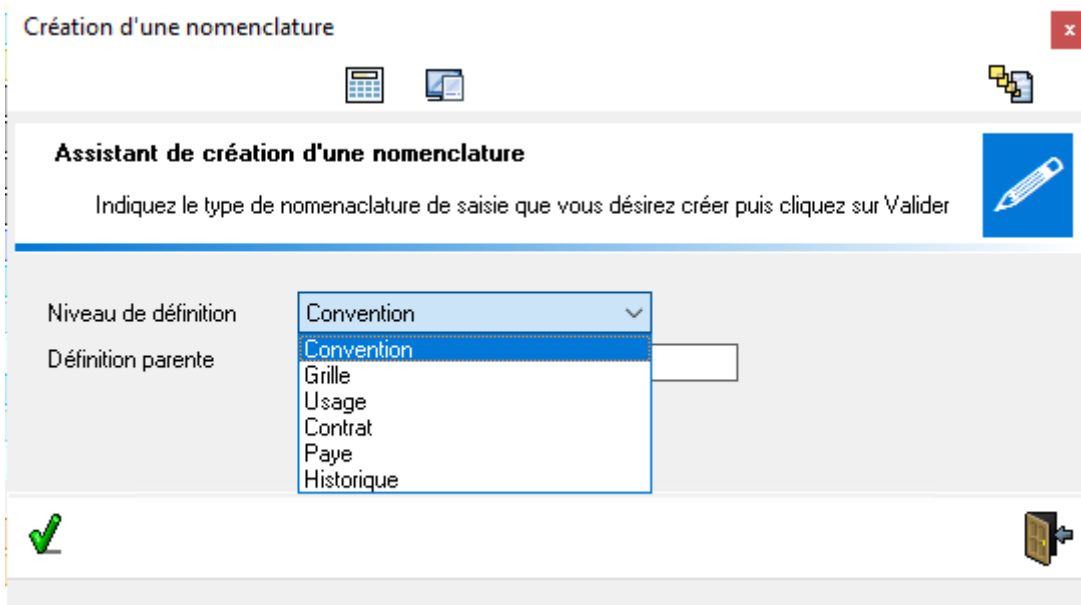 Création d'une nomenclature
x
Assistant de création d'une nomenclature
Indiquez le type de nomenaclature de saisie que vous désirez créer puis cliquez sur Valider
Niveau de définition
Convention
Définition parente
Convention
Grille
Usage
Contrat
Paye
Historique